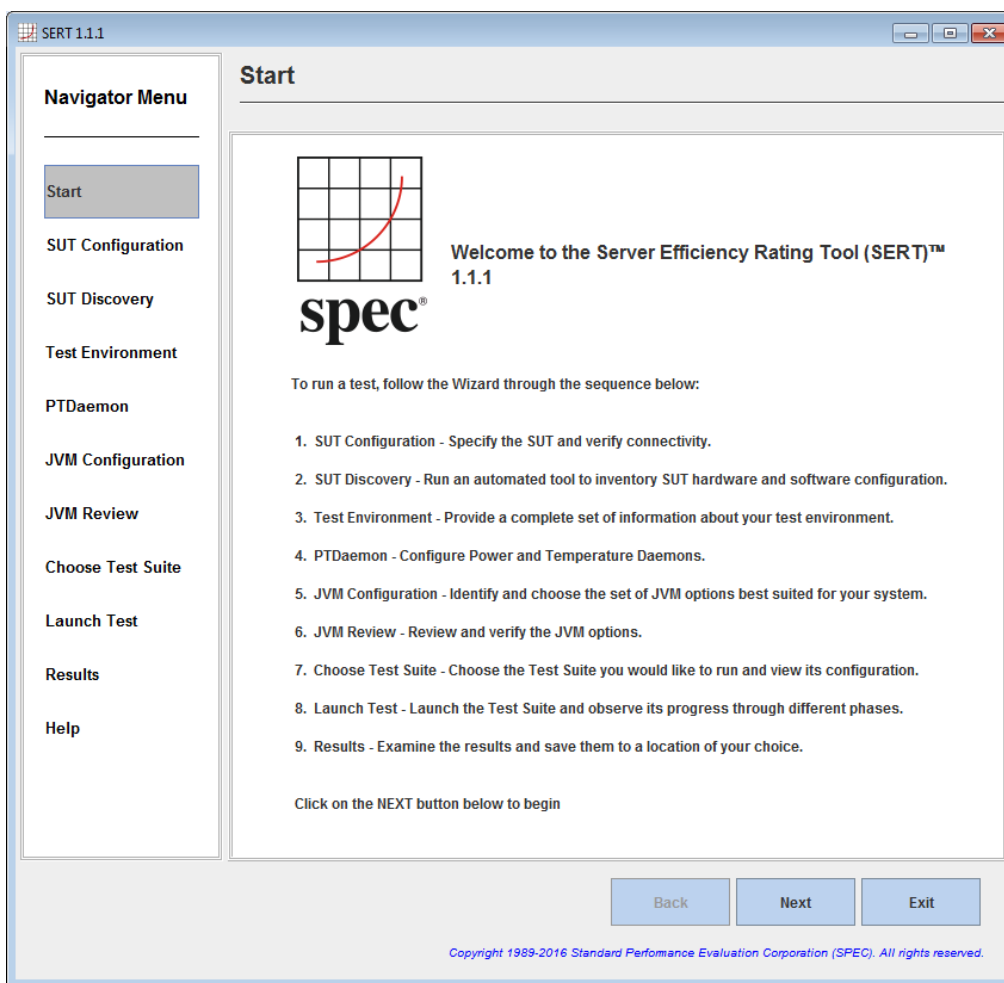 SERT 1.1.1
Navigator Menu
Start
SUT Configuration
SUT Discovery
Test Environment
PTDaemon
JVM Configuration
JVM Review
Choose Test Suite
Launch Test
Results
Help
Start
spec®
Welcome to the Server Efficiency Rating Tool (SERT)™
1.1.1
To run a test, follow the Wizard through the sequence below:
1. SUT Configuration - Specify the SUT and verify connectivity.
2. SUT Discovery - Run an automated tool to inventory SUT hardware and software configuration.
3. Test Environment - Provide a complete set of information about your test environment.
4. PTDaemon - Configure Power and Temperature Daemons.
5. JVM Configuration - Identify and choose the set of JVM options best suited for your system.
6. JVM Review - Review and verify the JVM options.
7. Choose Test Suite - Choose the Test Suite you would like to run and view its configuration.
8. Launch Test - Launch the Test Suite and observe its progress through different phases.
9. Results - Examine the results and save them to a location of your choice.
Click on the NEXT button below to begin
Back
Next
Exit
Copyright 1989-2016 Standard Performance Evaluation Corporation (SPEC). All rights reserved.